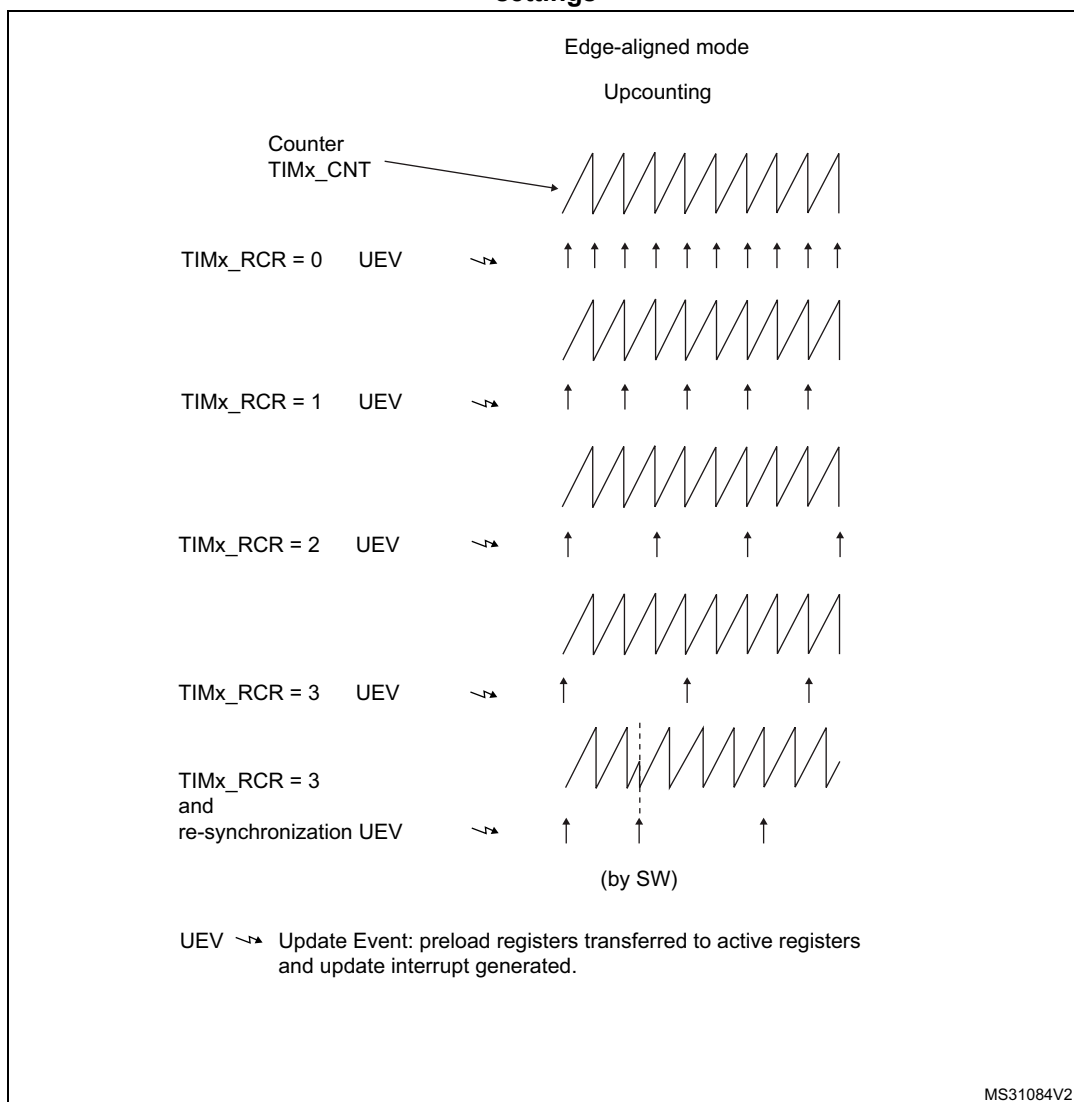 settings
Edge-aligned mode
Upcounting
Counter
TIMx_CNT
TIMx_RCR = 0 UEV
TIMx_RCR = 1 UEV
TIMx_RCR = 2 UEV
TIMx_RCR = 3 UEV
TIMx_RCR = 3
and
re-synchronization UEV
(by SW)
UEV Update Event: preload registers transferred to active registers
and update interrupt generated.
MS31084V2